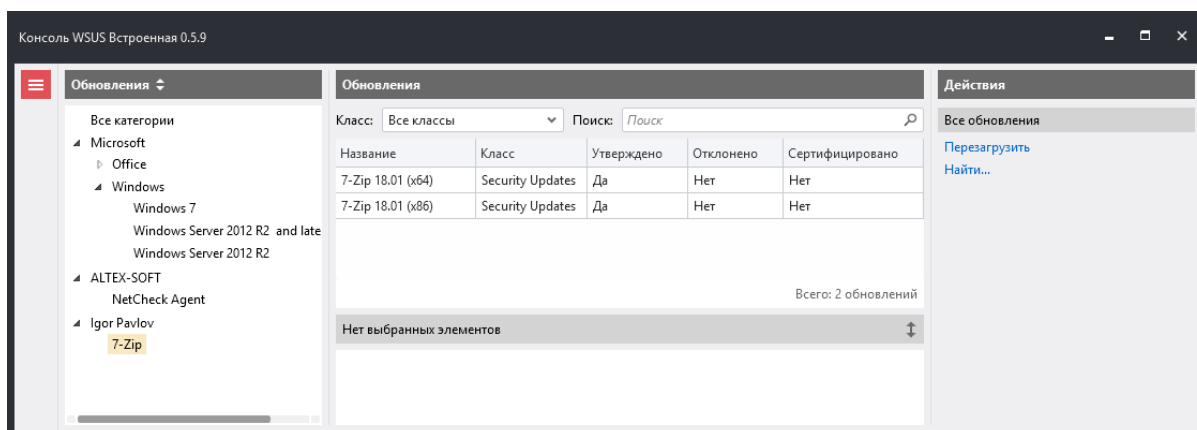 Консоль WSUS Встроенная 0.5.9
Обновления
Все категории
Microsoft
Office
Windows
Windows 7
Windows Server 2012 R2 and late
Windows Server 2012 R2
ALTEX-SOFT
NetCheck Agent
Igor Pavlov
7-Zip
Обновления
Класс: Все классы Поиск: Поиск
Название Класс Утверждено Отклонено Сертифицировано
7-Zip 18.01 (x64) Security Updates Да Нет Нет
7-Zip 18.01 (x86) Security Updates Да Нет Нет
Всего: 2 обновлений
Нет выбранных элементов
Действия
Все обновления
Перезагрузить
Найти...